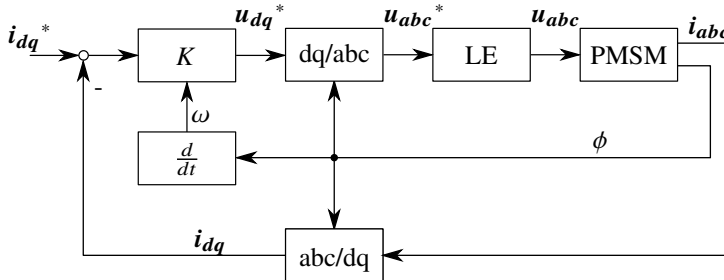 u_dq* u_abc* u_abc i_abc
i_dq* K dq/abc LE PMSM
-
ω
d/dt ϕ
i_dq abc/dq